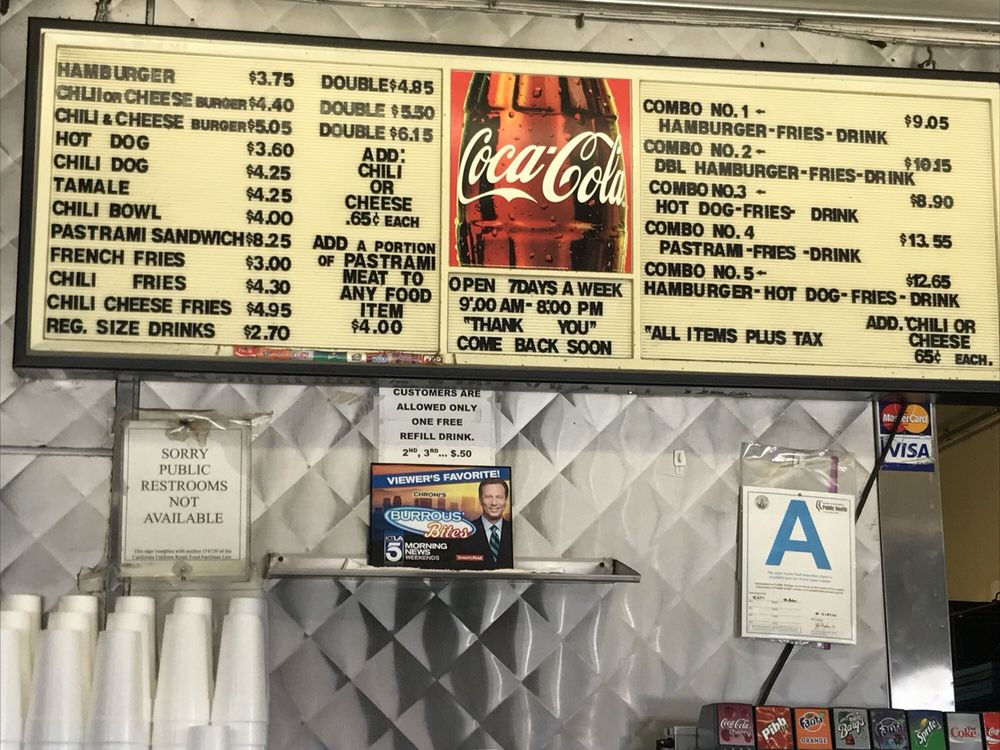 HAMBURGER $3.75 DOUBLE $4.85
CHLII or CHEESE BURGER $4.40 DOUBLE $5.50
CHILI & CHEESE BURGER $5.05 DOUBLE $6.15
HOT DOG $3.60
CHILI DOG $4.25
TAMALE $4.25
CHILI BOWL $4.00
PASTRAMI SANDWICH $8.25
FRENCH FRIES $3.00
CHILI FRIES $4.30
CHILI CHEESE FRIES $4.95
REG. SIZE DRINKS $2.70
ADD:
CHILI
OR
CHEESE
.65¢ EACH
ADD A PORTION
OF PASTRAMI
MEAT TO
ANY FOOD
ITEM
$4.00
Coca-Cola
OPEN 7DAYS A WEEK
9:00 AM- 8:00 PM
"THANK YOU"
COME BACK SOON
COMBO NO.1 -
HAMBURGER-FRIES-DRINK $9.05
COMBO NO.2 -
DBL HAMBURGER-FRIES-DRINK $10.15
COMBO NO.3 -
HOT DOG-FRIES- DRINK $8.90
COMBO NO. 4
PASTRAMI -FRIES -DRINK $13.55
COMBO NO. 5-
HAMBURGER- HOT DOG-FRIES - DRINK $12.65
"ALL ITEMS PLUS TAX
ADD. "CHILI OR
CHEESE
65¢ EACH.
SORRY
PUBLIC
RESTROOMS
NOT
AVAILABLE
CUSTOMERS ARE
ALLOWED ONLY
ONE FREE
REFILL DRINK.
2ND, 3RD... $.50
VIEWER'S FAVORITE!
BURROUS'
Bites
KTLA
5
MORNING
NEWS
WEEKENDS
MasterCard
VISA
Public Health
A
Coca-Cola
cherry
Pibb
Fanta
ORANGE
Barq's
Fanta
Sprite
Coke